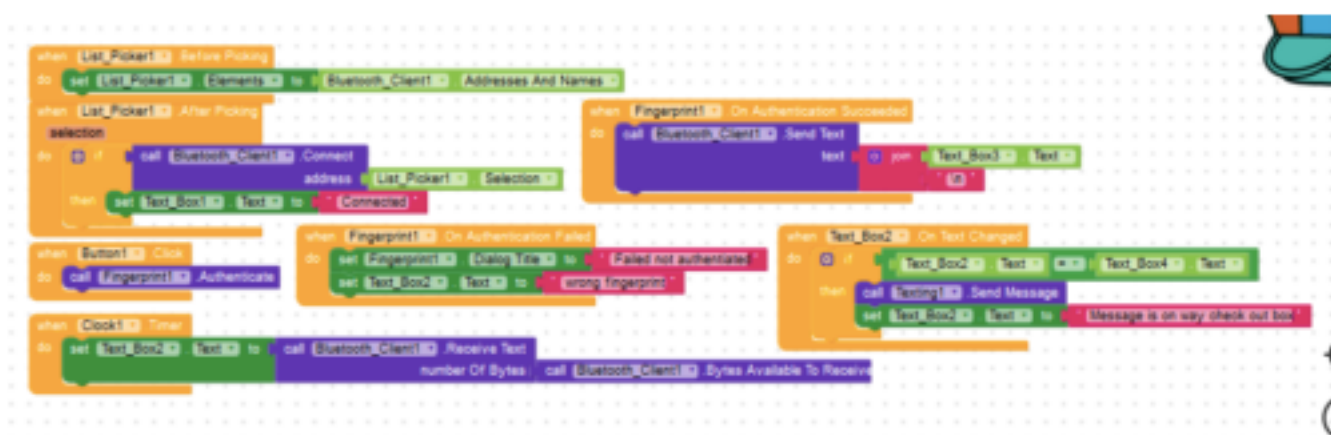 when List_Picker1 .Before Picking
do set List_Picker1 . Elements to Bluetooth_Client1 . Addresses And Names
when List_Picker1 .After Picking
selection
do if call Bluetooth_Client1 .Connect
address List_Picker1 . Selection
then set Text_Box1 . Text to " Connected "
when Button1 .Click
do call Fingerprint1 .Authenticate
when Clock1 .Timer
do set Text_Box2 . Text to call Bluetooth_Client1 .Receive Text
number Of Bytes call Bluetooth_Client1 .Bytes Available To Receive
when Fingerprint1 .On Authentication Succeeded
do call Bluetooth_Client1 .Send Text
text join Text_Box3 . Text
" \n "
when Fingerprint1 .On Authentication Failed
do set Fingerprint1 . Dialog Title to " Failed not authenticated "
set Text_Box2 . Text to " wrong fingerprint "
when Text_Box2 .On Text Changed
do if Text_Box2 . Text = Text_Box4 . Text
then call Texting1 .Send Message
set Text_Box2 . Text to " Message is on way check out box "